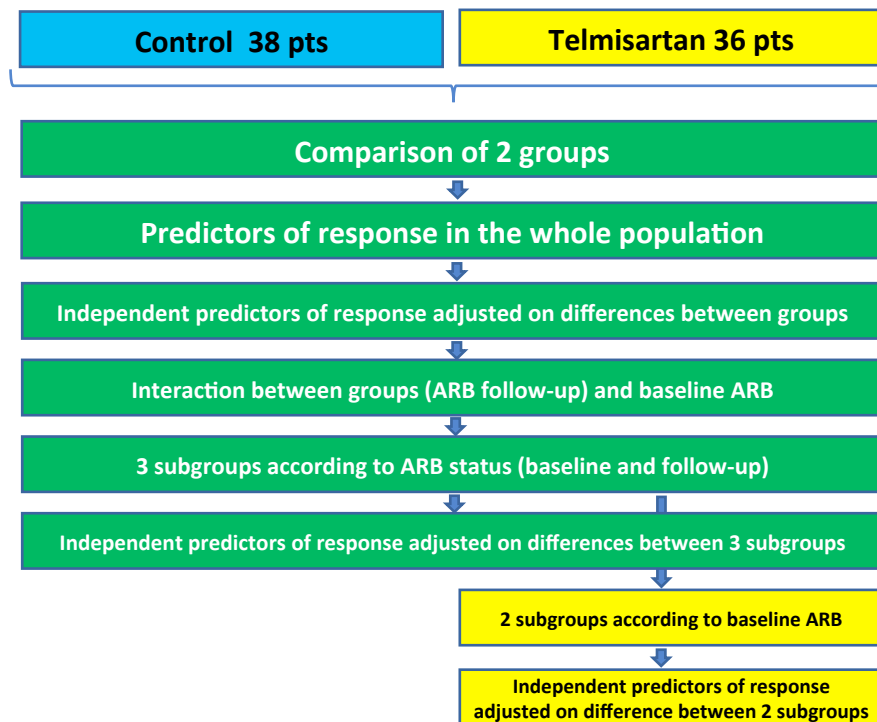 Control 38 pts
Telmisartan 36 pts
Comparison of 2 groups
Predictors of response in the whole population
Independent predictors of response adjusted on differences between groups
Interaction between groups (ARB follow-up) and baseline ARB
3 subgroups according to ARB status (baseline and follow-up)
Independent predictors of response adjusted on differences between 3 subgroups
2 subgroups according to baseline ARB
Independent predictors of response
adjusted on difference between 2 subgroups